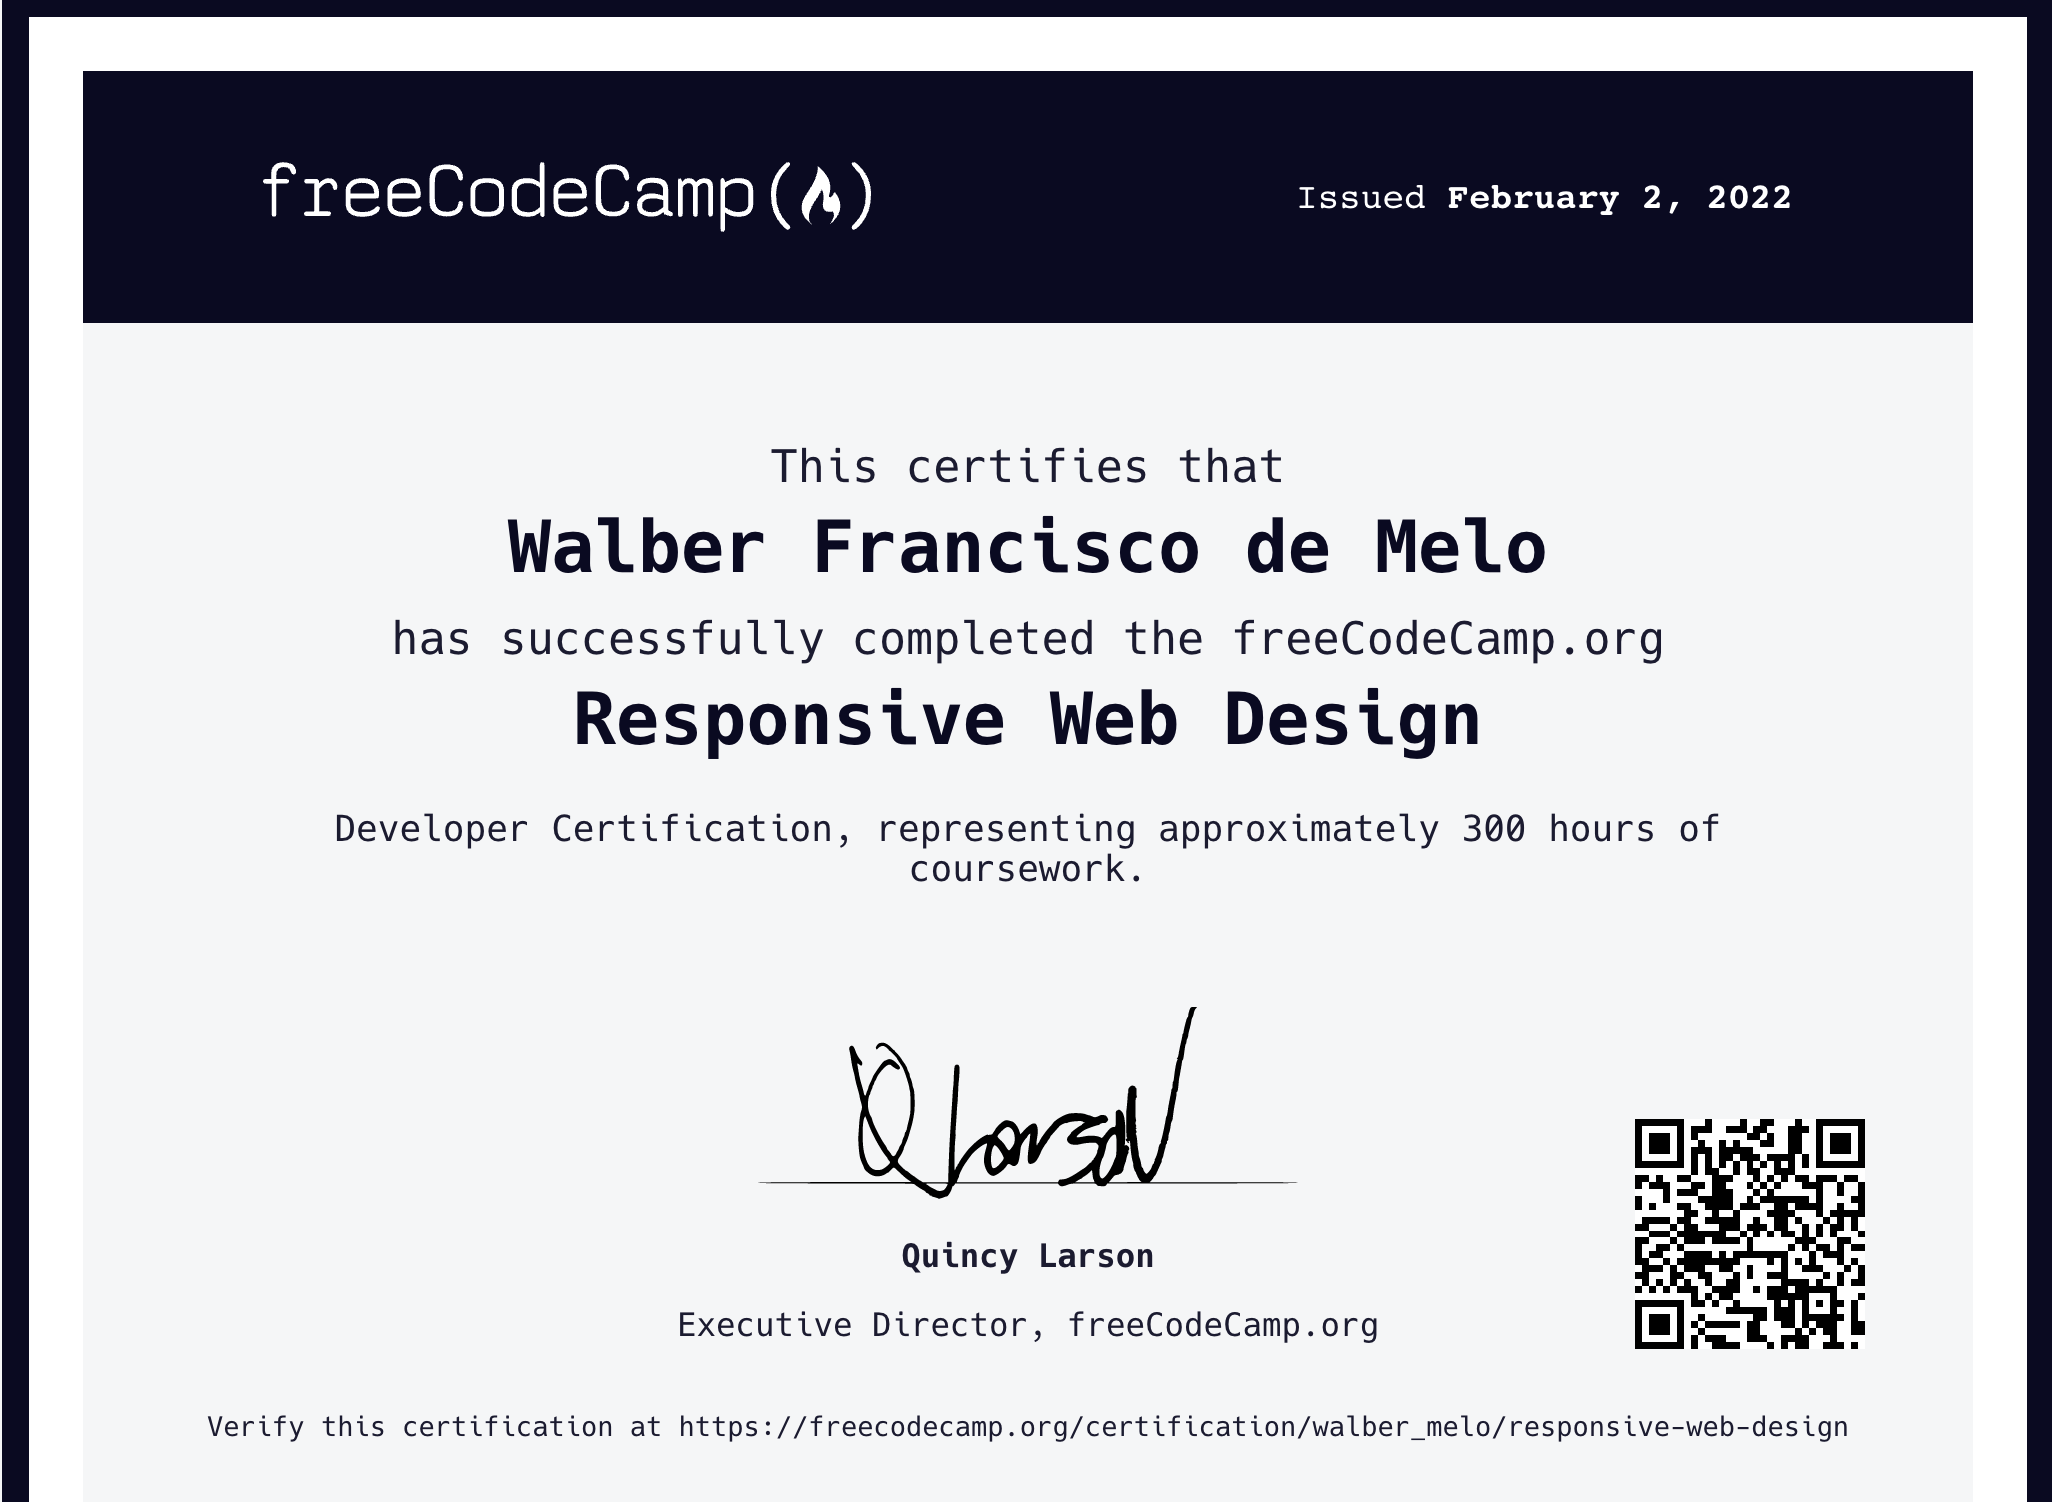 freeCodeCamp
Issued February 2, 2022
This certifies that
Walber Francisco de Melo
has successfully completed the freeCodeCamp.org
Responsive Web Design
Developer Certification, representing approximately 300 hours of
coursework.
Q Larson
Quincy Larson
Executive Director, freeCodeCamp.org
Verify this certification at https://freecodecamp.org/certification/walber_melo/responsive-web-design